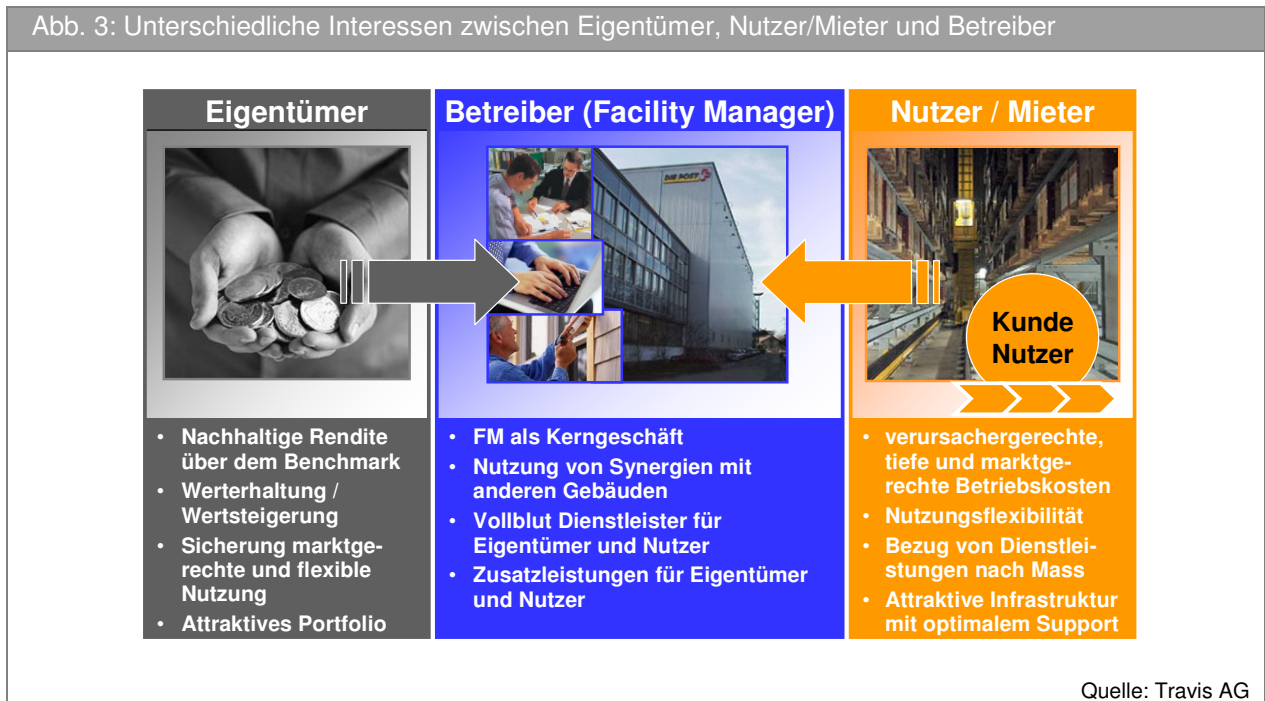 Abb. 3: Unterschiedliche Interessen zwischen Eigentümer, Nutzer/Mieter und Betreiber
Eigentümer
• Nachhaltige Rendite
über dem Benchmark
• Werterhaltung /
Wertsteigerung
• Sicherung marktge-
rechte und flexible
Nutzung
• Attraktives Portfolio
Betreiber (Facility Manager)
DIE POST
• FM als Kerngeschäft
• Nutzung von Synergien mit
anderen Gebäuden
• Vollblut Dienstleister für
Eigentümer und Nutzer
• Zusatzleistungen für Eigentümer
und Nutzer
Nutzer / Mieter
Kunde
Nutzer
• verursachergerechte,
tiefe und marktge-
rechte Betriebskosten
• Nutzungsflexibilität
• Bezug von Dienstlei-
stungen nach Mass
• Attraktive Infrastruktur
mit optimalem Support
Quelle: Travis AG